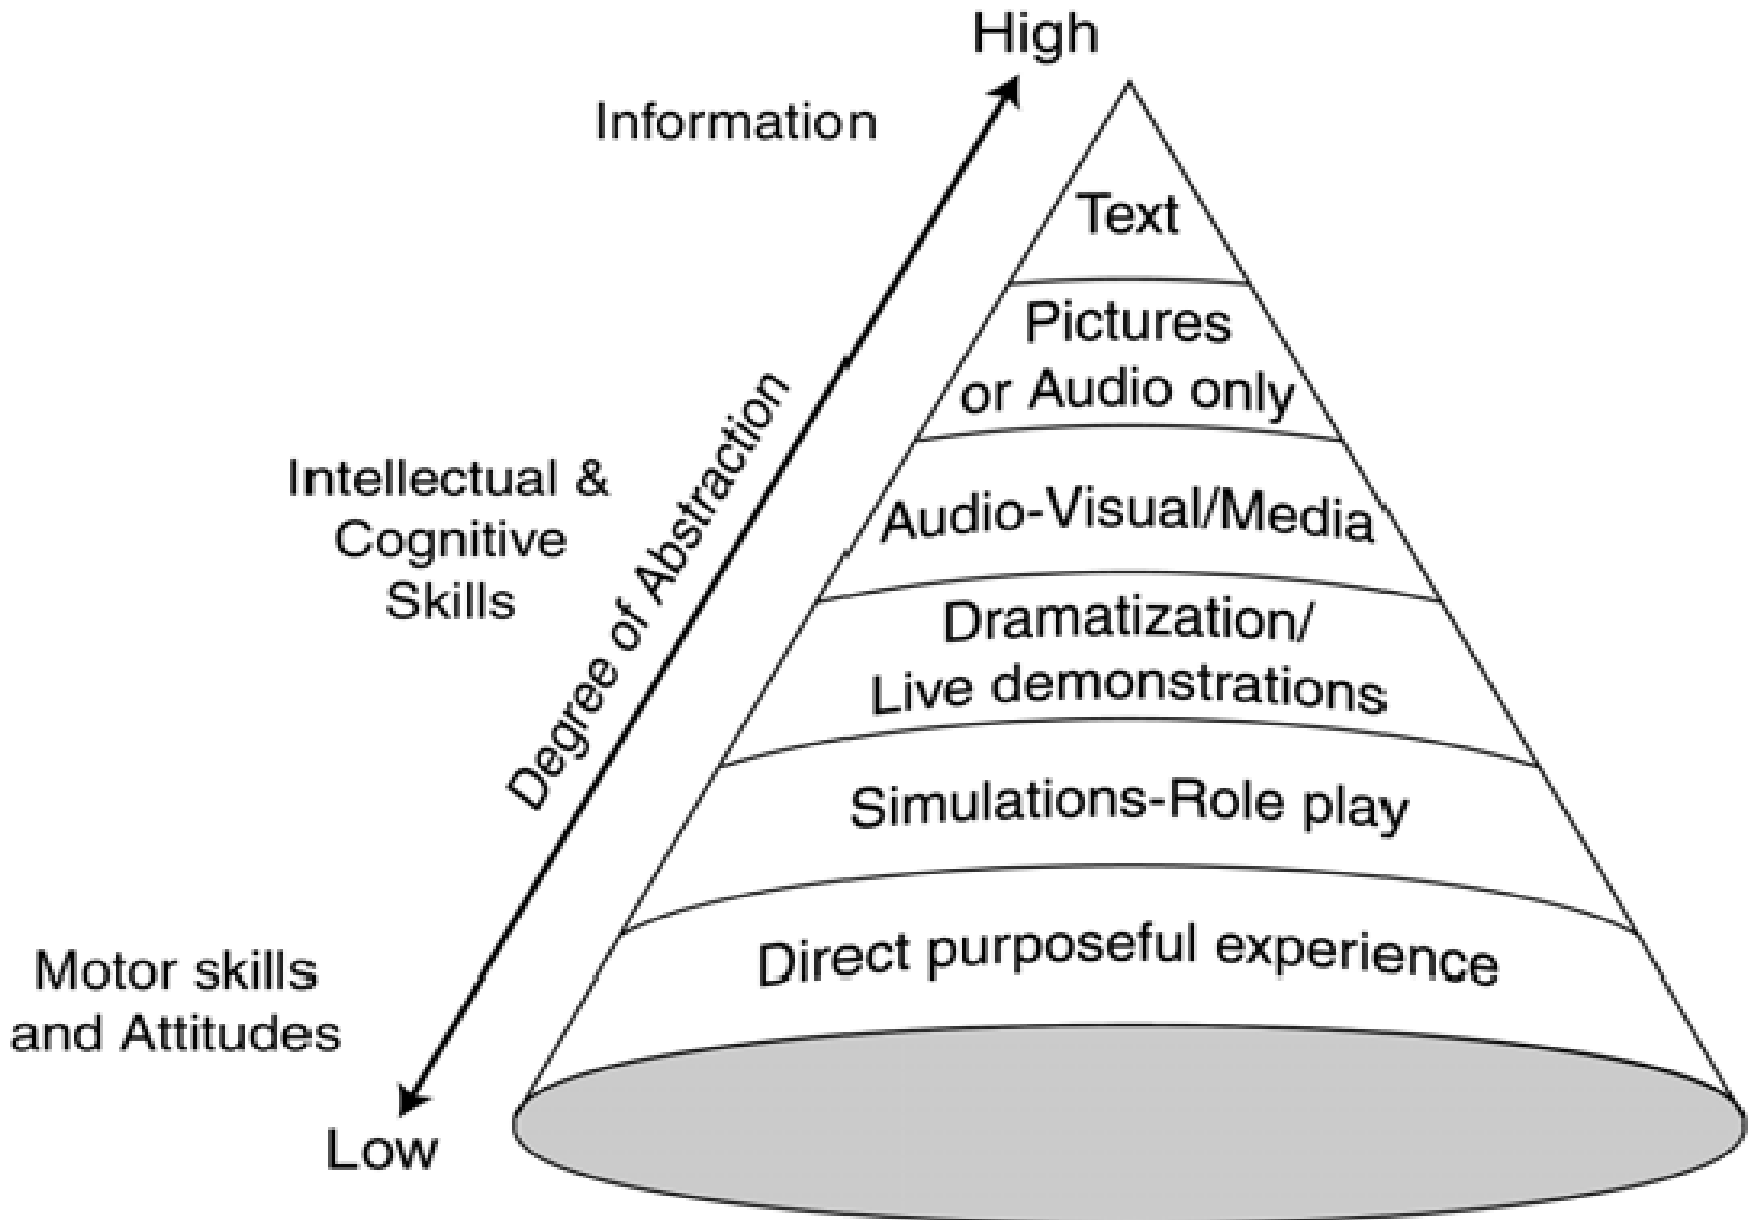 High
Information
Text
Pictures
or Audio only
Intellectual &
Cognitive
Skills
Degree of Abstraction
Audio-Visual/Media
Dramatization/
Live demonstrations
Simulations-Role play
Motor skills
and Attitudes
Direct purposeful experience
Low